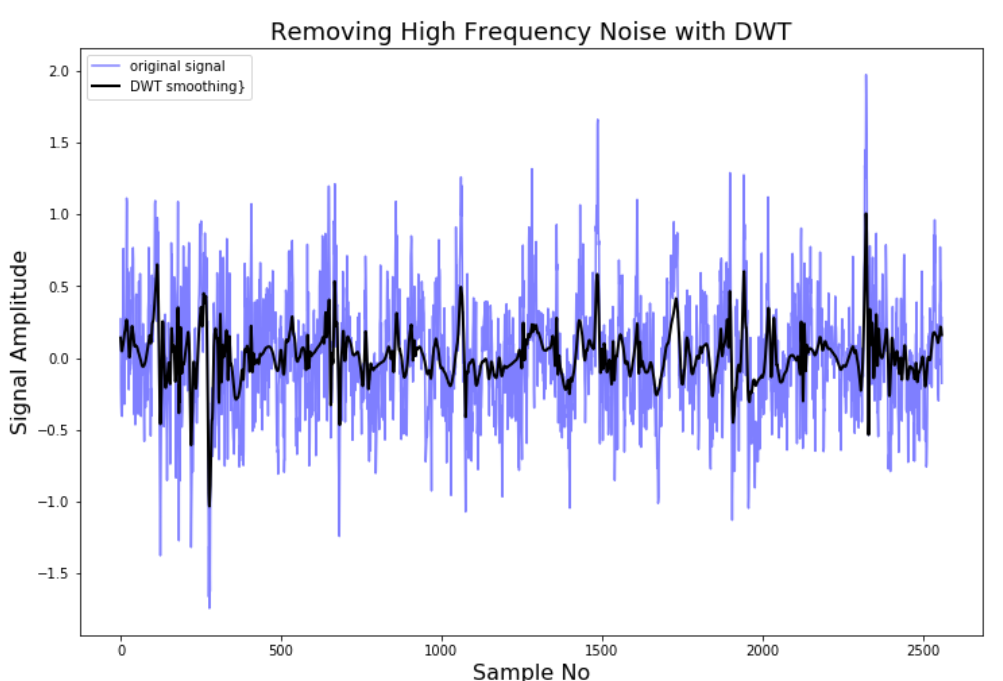 Removing High Frequency Noise with DWT
original signal
DWT smoothing}
Signal Amplitude
2.0
1.5
1.0
0.5
0.0
−0.5
−1.0
−1.5
0 500 1000 1500 2000 2500
Sample No